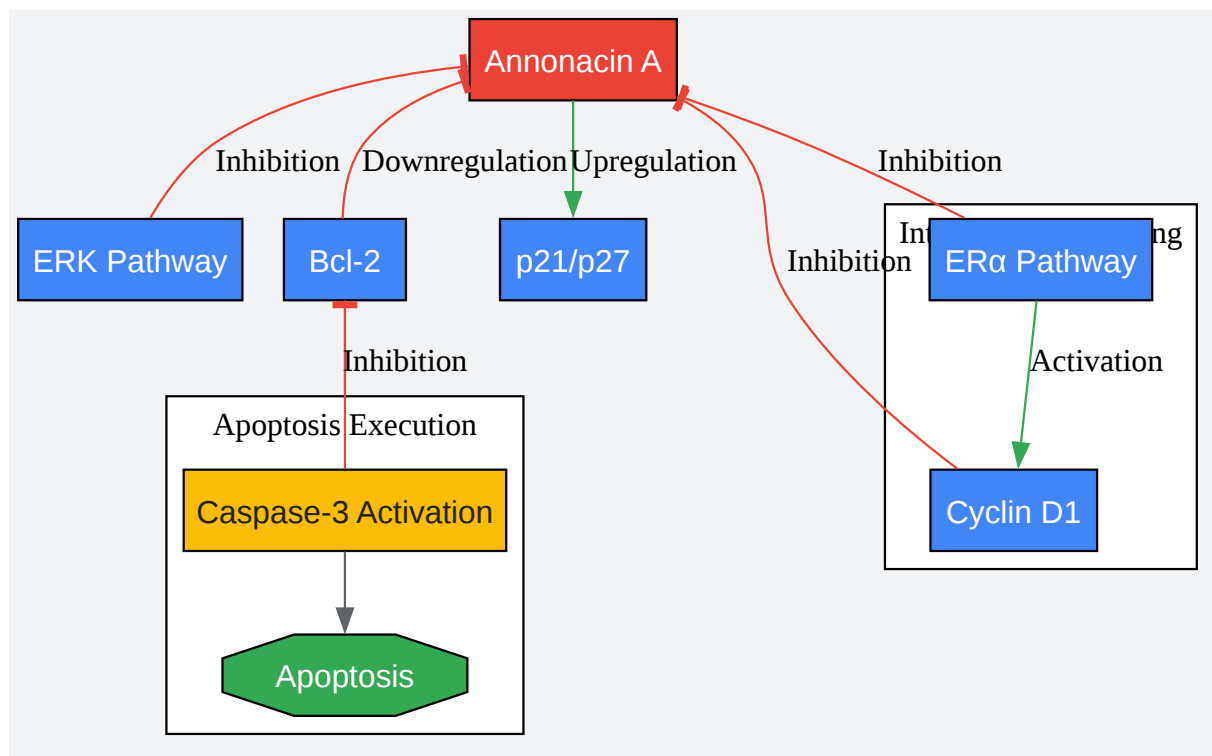 Annonacin A
Inhibition
Downregulation
Upregulation
Inhibition
ERK Pathway
Bcl-2
p21/p27
ERα Pathway
Inhibition
Inhibition
Activation
Apoptosis Execution
Caspase-3 Activation
Cyclin D1
Apoptosis